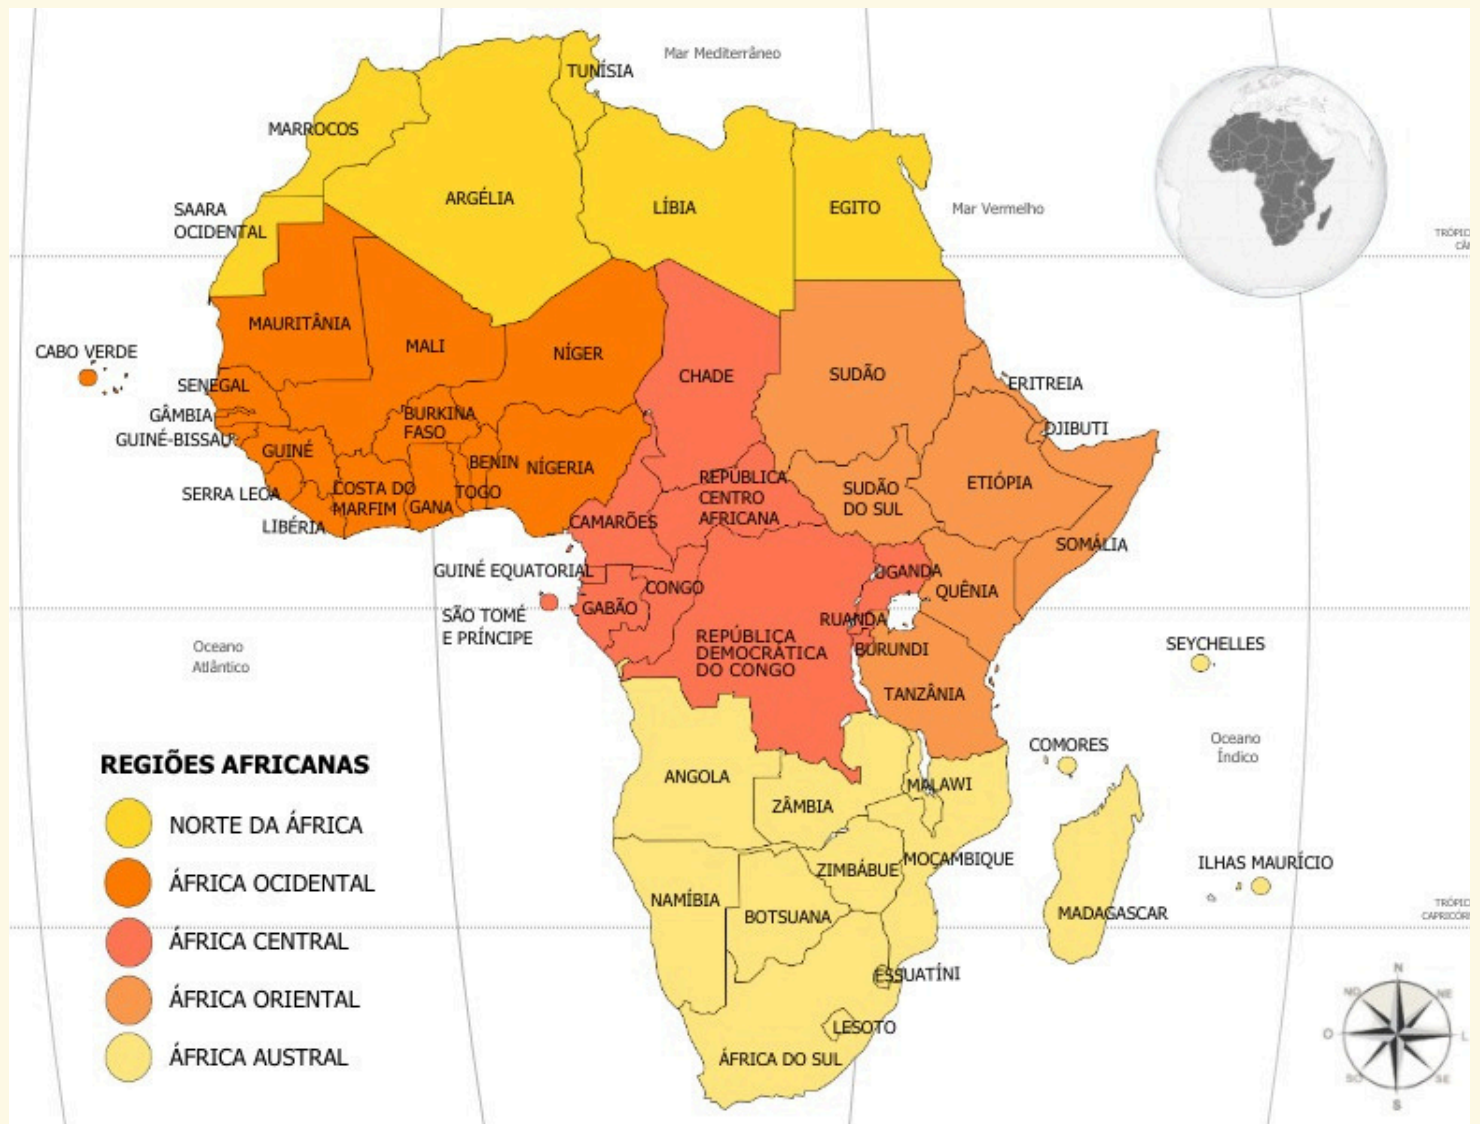 Mar Mediterrâneo
TUNÍSIA
MARROCOS
ARGÉLIA
LÍBIA
EGITO
Mar Vermelho
SAARA
OCIDENTAL
MAURITÂNIA
MALI
NÍGER
CHADE
SUDÃO
ERITREIA
CABO VERDE
SENEGAL
GÂMBIA
GUINÉ-BISSAU
GUINÉ
BURKINA
FASO
BENIN
NÍGERIA
DJIBUTI
SERRA LEOA
COSTA DO
MARFIM
GANA
TOGO
LIBÉRIA
REPÚBLICA
CENTRO
AFRICANA
SUDÃO
DO SUL
ETIÓPIA
CAMARÕES
SOMÁLIA
GUINÉ EQUATORIAL
CONGO
UGANDA
QUÊNIA
GABÃO
SÃO TOMÉ
E PRÍNCIPE
RUANDA
REPÚBLICA
DEMOCRÁTICA
DO CONGO
BURUNDI
TANZÂNIA
SEYCHELLES
Oceano
Atlântico
Oceano
Índico
COMORES
ANGOLA
ZÂMBIA
MALAWI
MOÇAMBIQUE
ZIMBÁBUE
ILHAS MAURÍCIO
NAMÍBIA
BOTSUANA
MADAGASCAR
ESSUATÍNI
LESOTO
ÁFRICA DO SUL
REGIÕES AFRICANAS
NORTE DA ÁFRICA
ÁFRICA OCIDENTAL
ÁFRICA CENTRAL
ÁFRICA ORIENTAL
ÁFRICA AUSTRAL
N
NO
NE
O
L
SO
SE
S